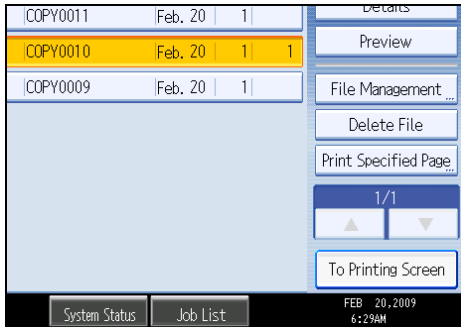 COPY0011 Feb. 20 1 Details
COPY0010 Feb. 20 1 1 Preview
COPY0009 Feb. 20 1 File Management
Delete File
Print Specified Page
1/1
To Printing Screen
System Status Job List FEB 20,2009
6:29AM